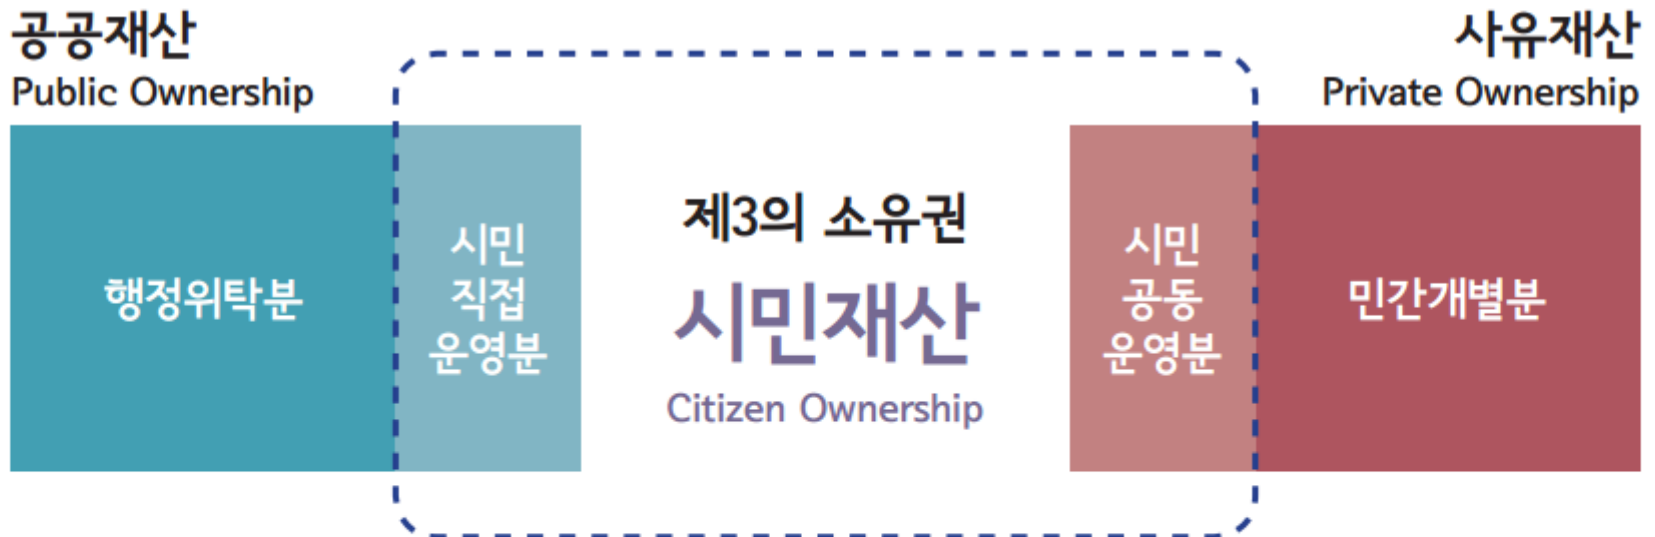 공공재산
Public Ownership
사유재산
Private Ownership
행정위탁분
시민
직접
운영분
제3의 소유권
시민재산
Citizen Ownership
시민
공동
운영분
민간개별분